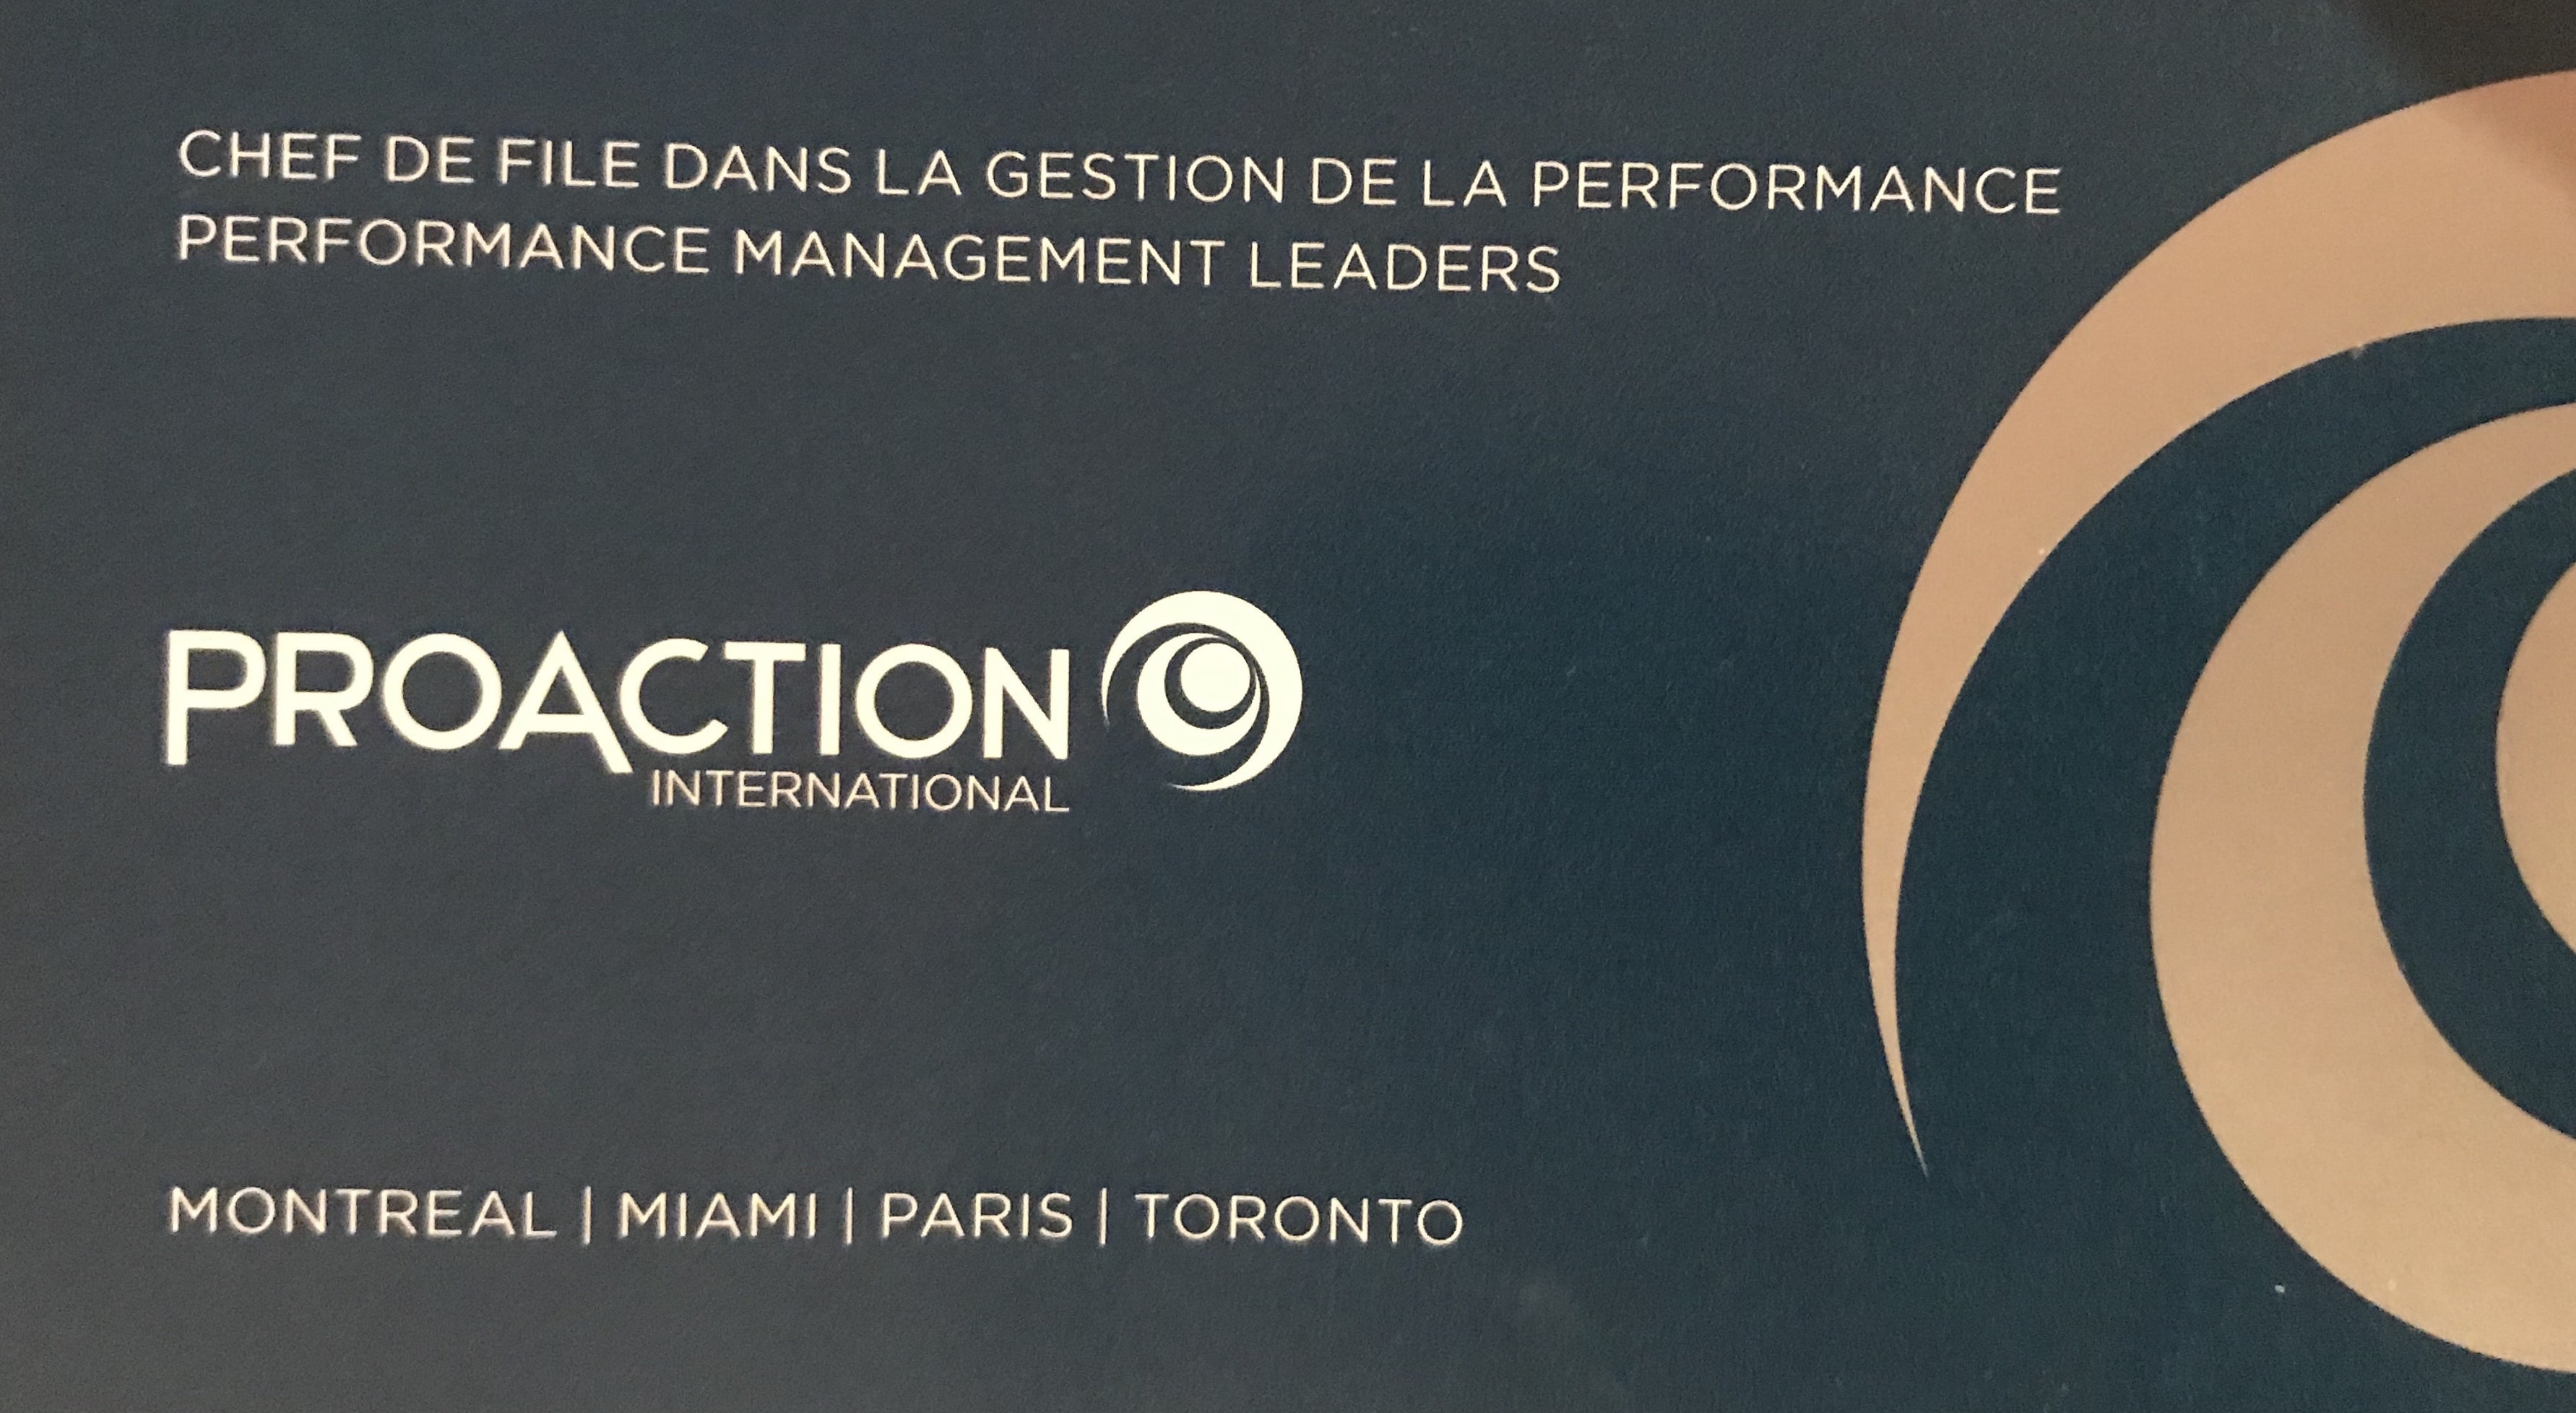 CHEF DE FILE DANS LA GESTION DE LA PERFORMANCE
PERFORMANCE MANAGEMENT LEADERS
PROACTION
INTERNATIONAL
MONTREAL | MIAMI | PARIS | TORONTO